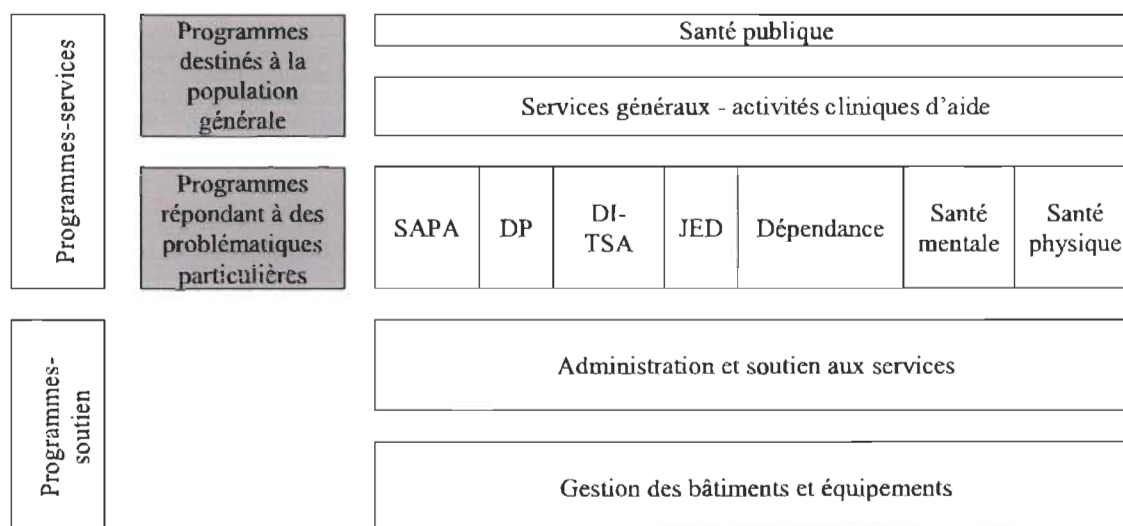 Programmes-services
Programmes
destinés à la
population
générale
Santé publique
Services généraux - activités cliniques d'aide
Programmes
répondant à des
problématiques
particulières
SAPA
DP
DI-
TSA
JED
Dépendance
Santé
mentale
Santé
physique
Programmes-
soutien
Administration et soutien aux services
Gestion des bâtiments et équipements